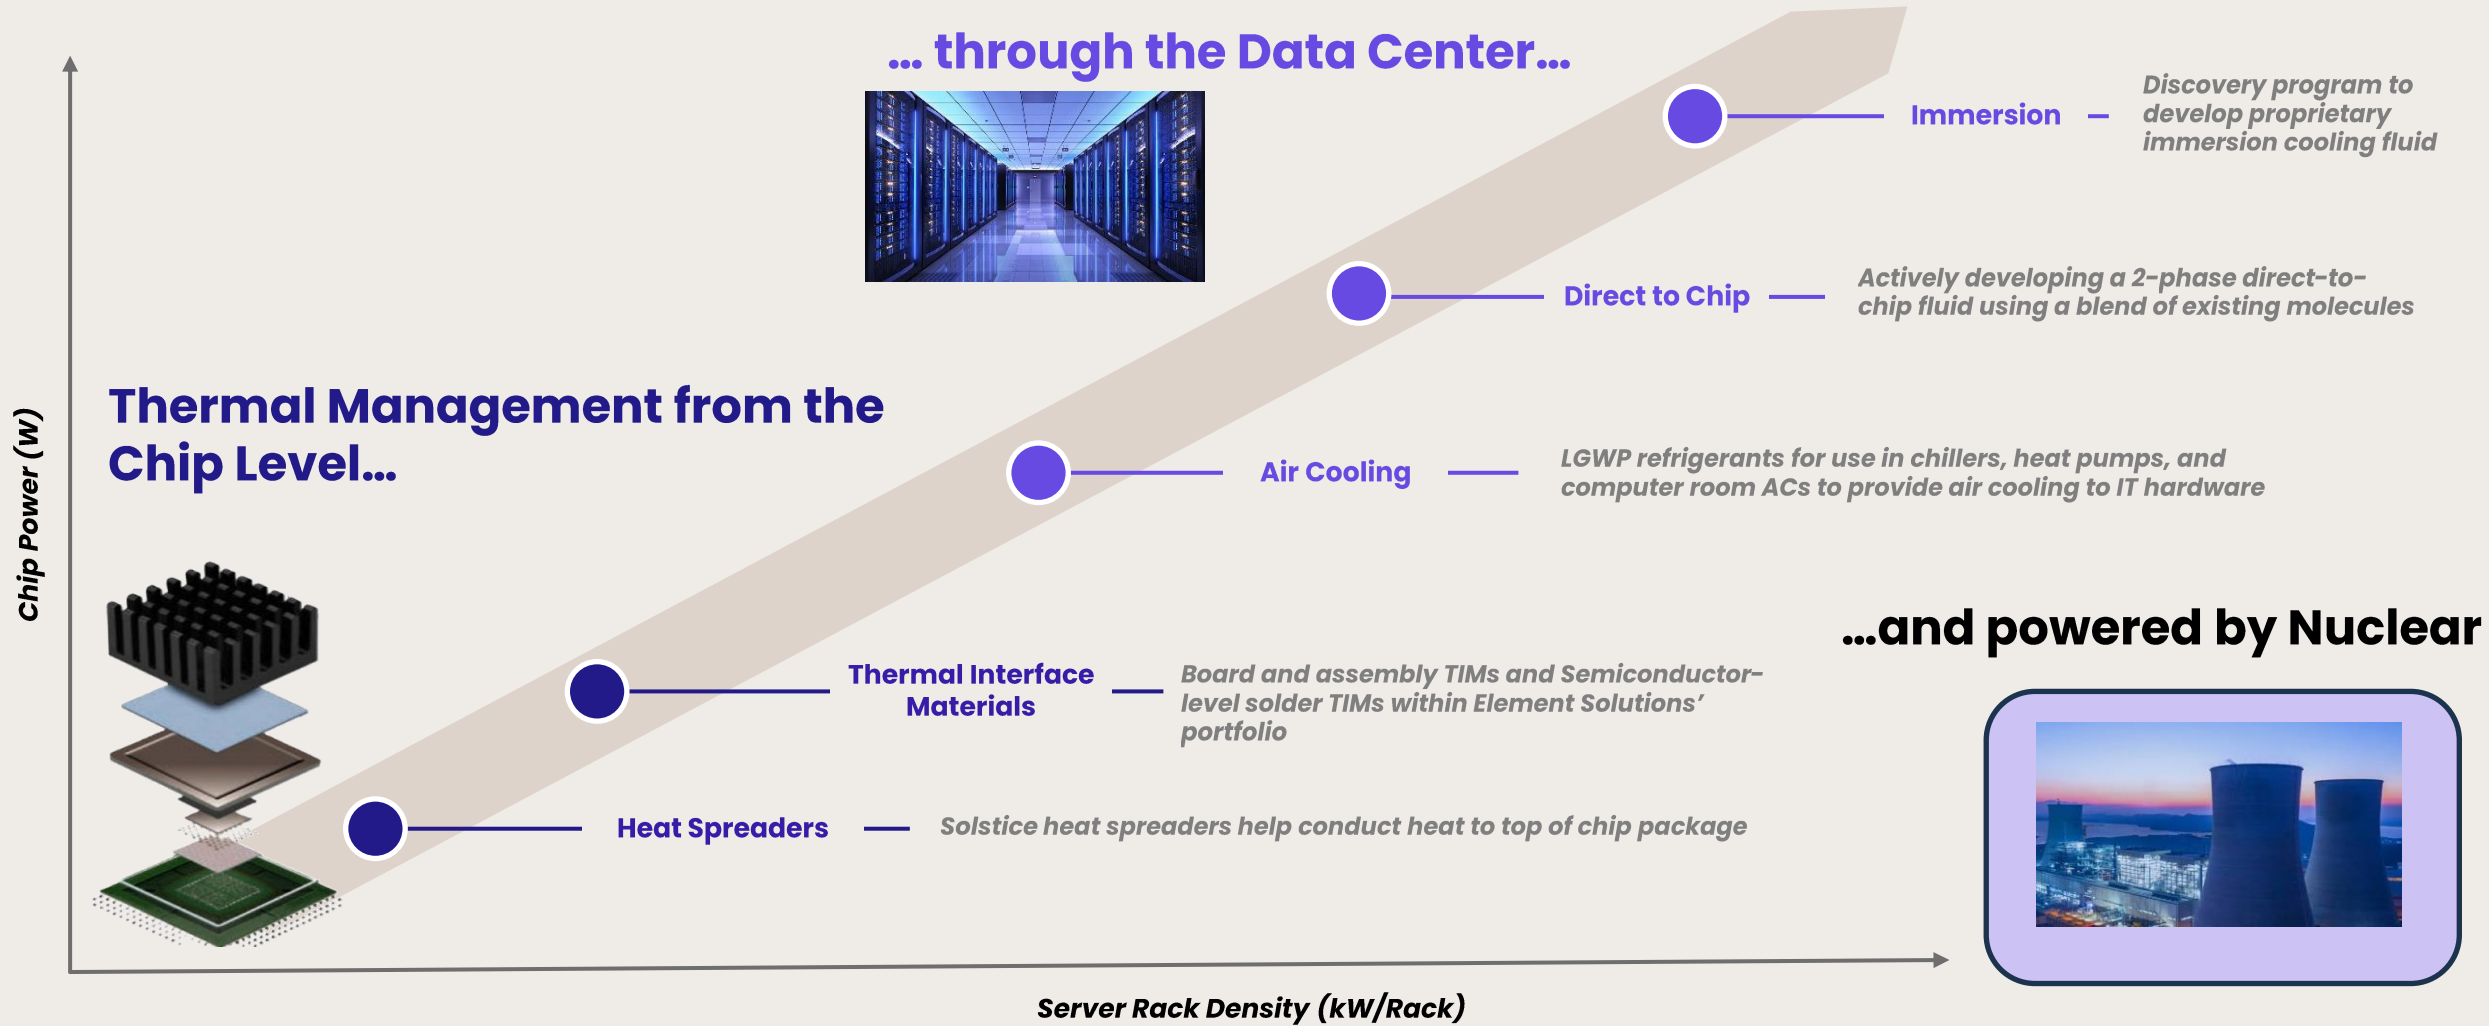 … through the Data Center…
Discovery program to
develop proprietary
immersion cooling fluid
Immersion
Direct to Chip
Actively developing a 2-phase direct-to-
chip fluid using a blend of existing molecules
Thermal Management from the
Chip Level…
Air Cooling
LGWP refrigerants for use in chillers, heat pumps, and
computer room ACs to provide air cooling to IT hardware
Chip Power (W)
…and powered by Nuclear
Thermal Interface
Materials
Board and assembly TIMs and Semiconductor-
level solder TIMs within Element Solutions’
portfolio
Heat Spreaders
Solstice heat spreaders help conduct heat to top of chip package
Server Rack Density (kW/Rack)